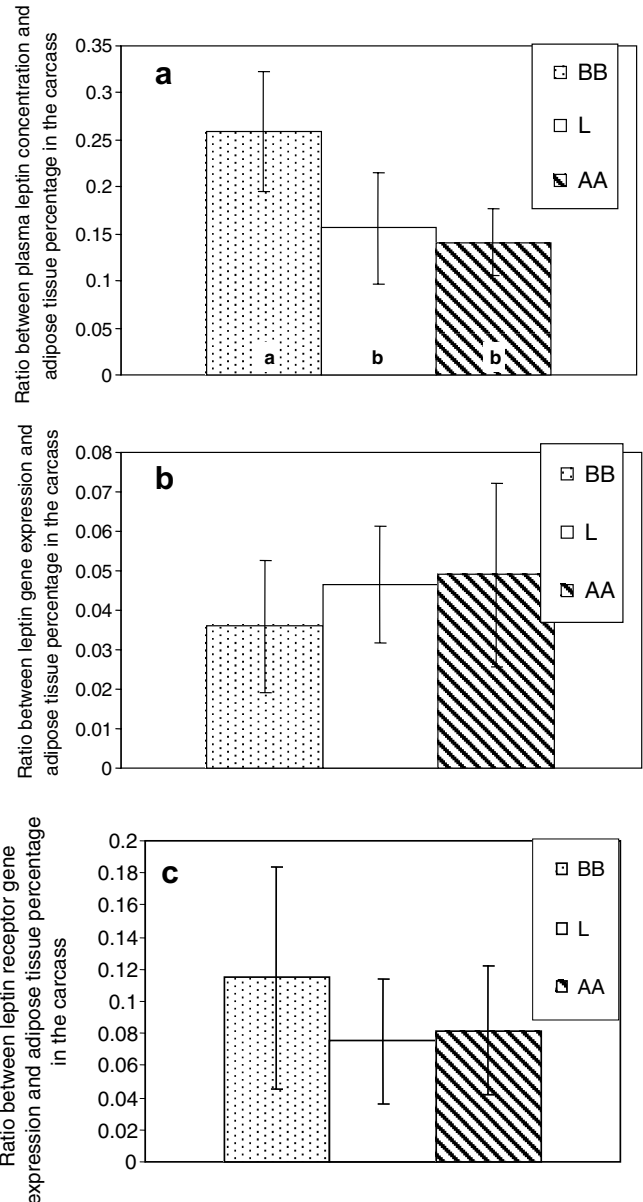 Ratio between plasma leptin concentration and
adipose tissue percentage in the carcass
0.35
0.3
0.25
0.2
0.15
0.1
0.05
0
a
BB
L
AA
a
b
b
Ratio between leptin gene expression and
adipose tissue percentage in the carcass
0.08
0.07
0.06
0.05
0.04
0.03
0.02
0.01
0
b
BB
L
AA
Ratio between leptin receptor gene
expression and adipose tissue percentage
in the carcass
0.2
0.18
0.16
0.14
0.12
0.1
0.08
0.06
0.04
0.02
0
c
BB
L
AA